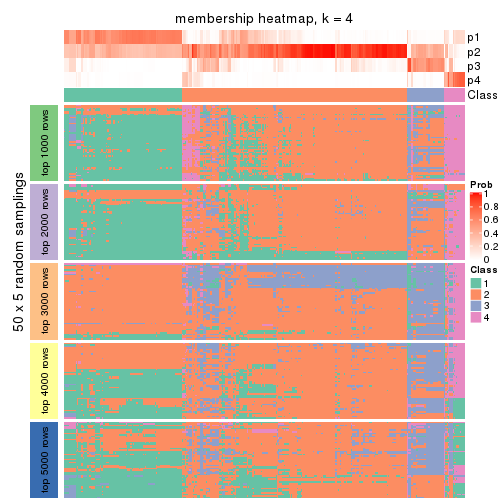 membership heatmap, k = 4
p1
p2
p3
p4
Class
50 x 5 random samplings
top 1000 rows
top 2000 rows
top 3000 rows
top 4000 rows
top 5000 rows
Prob
1
0.8
0.6
0.4
0.2
0
Class
1
2
3
4